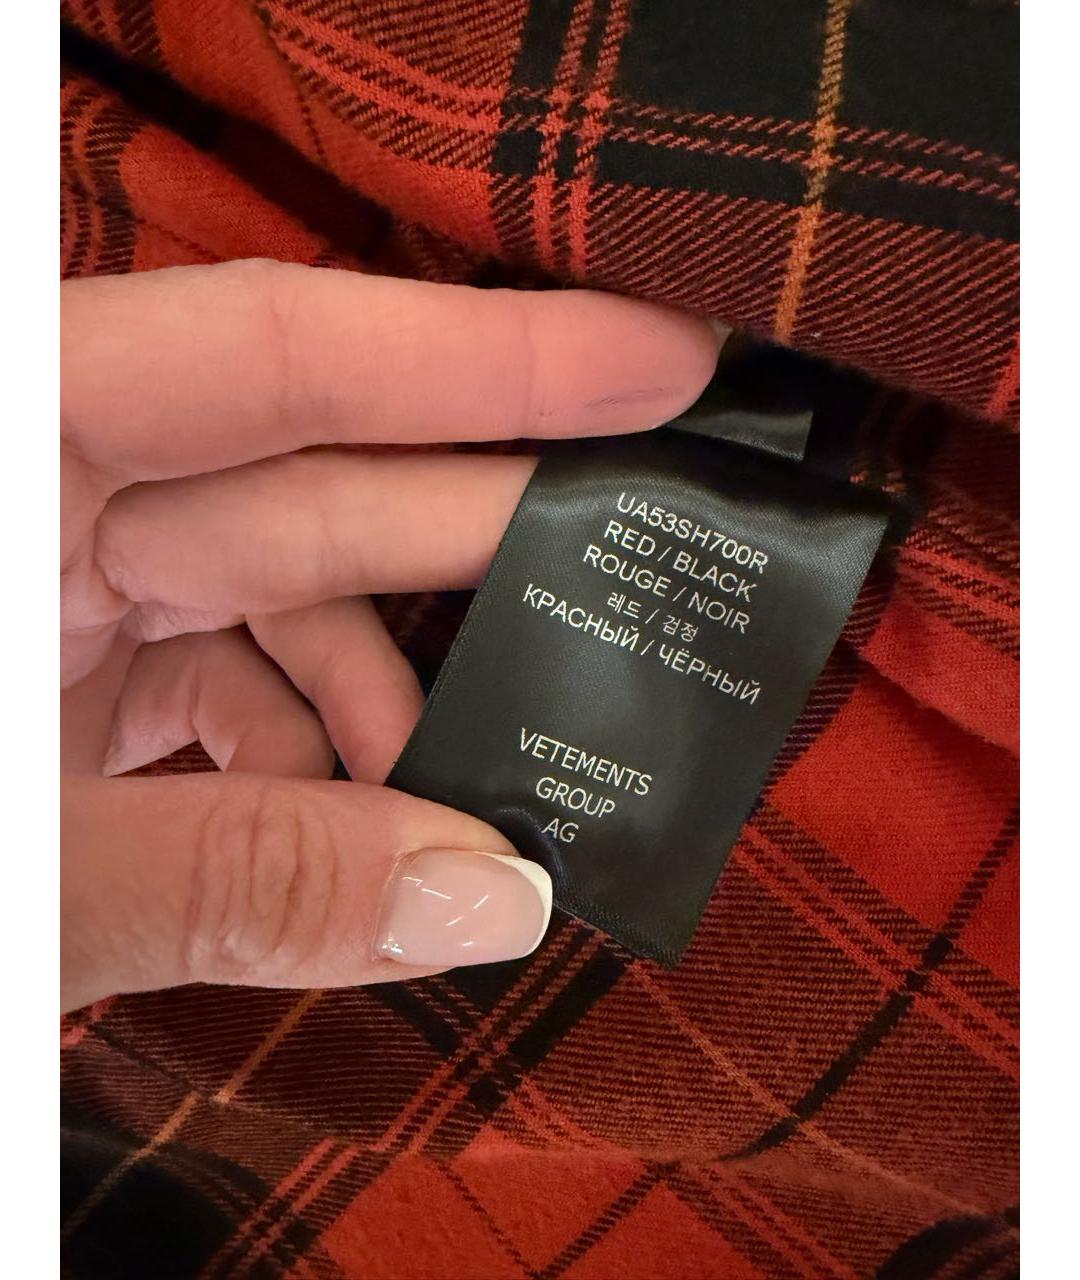 UA53SH700R
RED / BLACK
ROUGE / NOIR
레드 / 검정
КРАСНЫЙ / ЧЁРНЫЙ
VETEMENTS
GROUP
AG